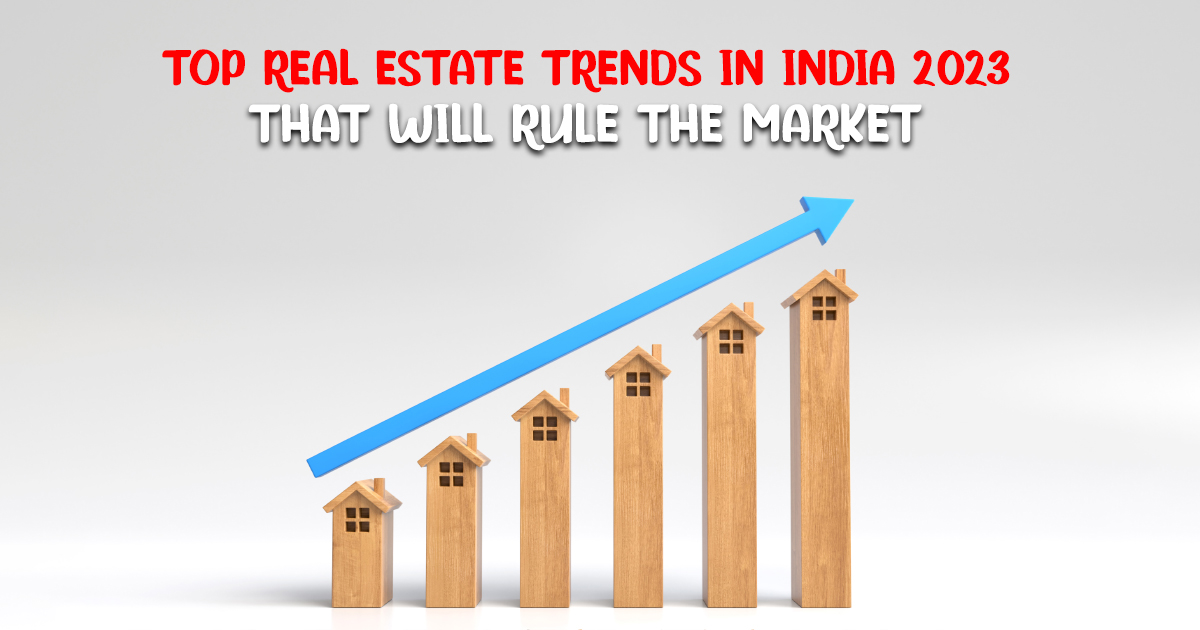 TOP REAL ESTATE TRENDS IN INDIA 2023
THAT WILL RULE THE MARKET